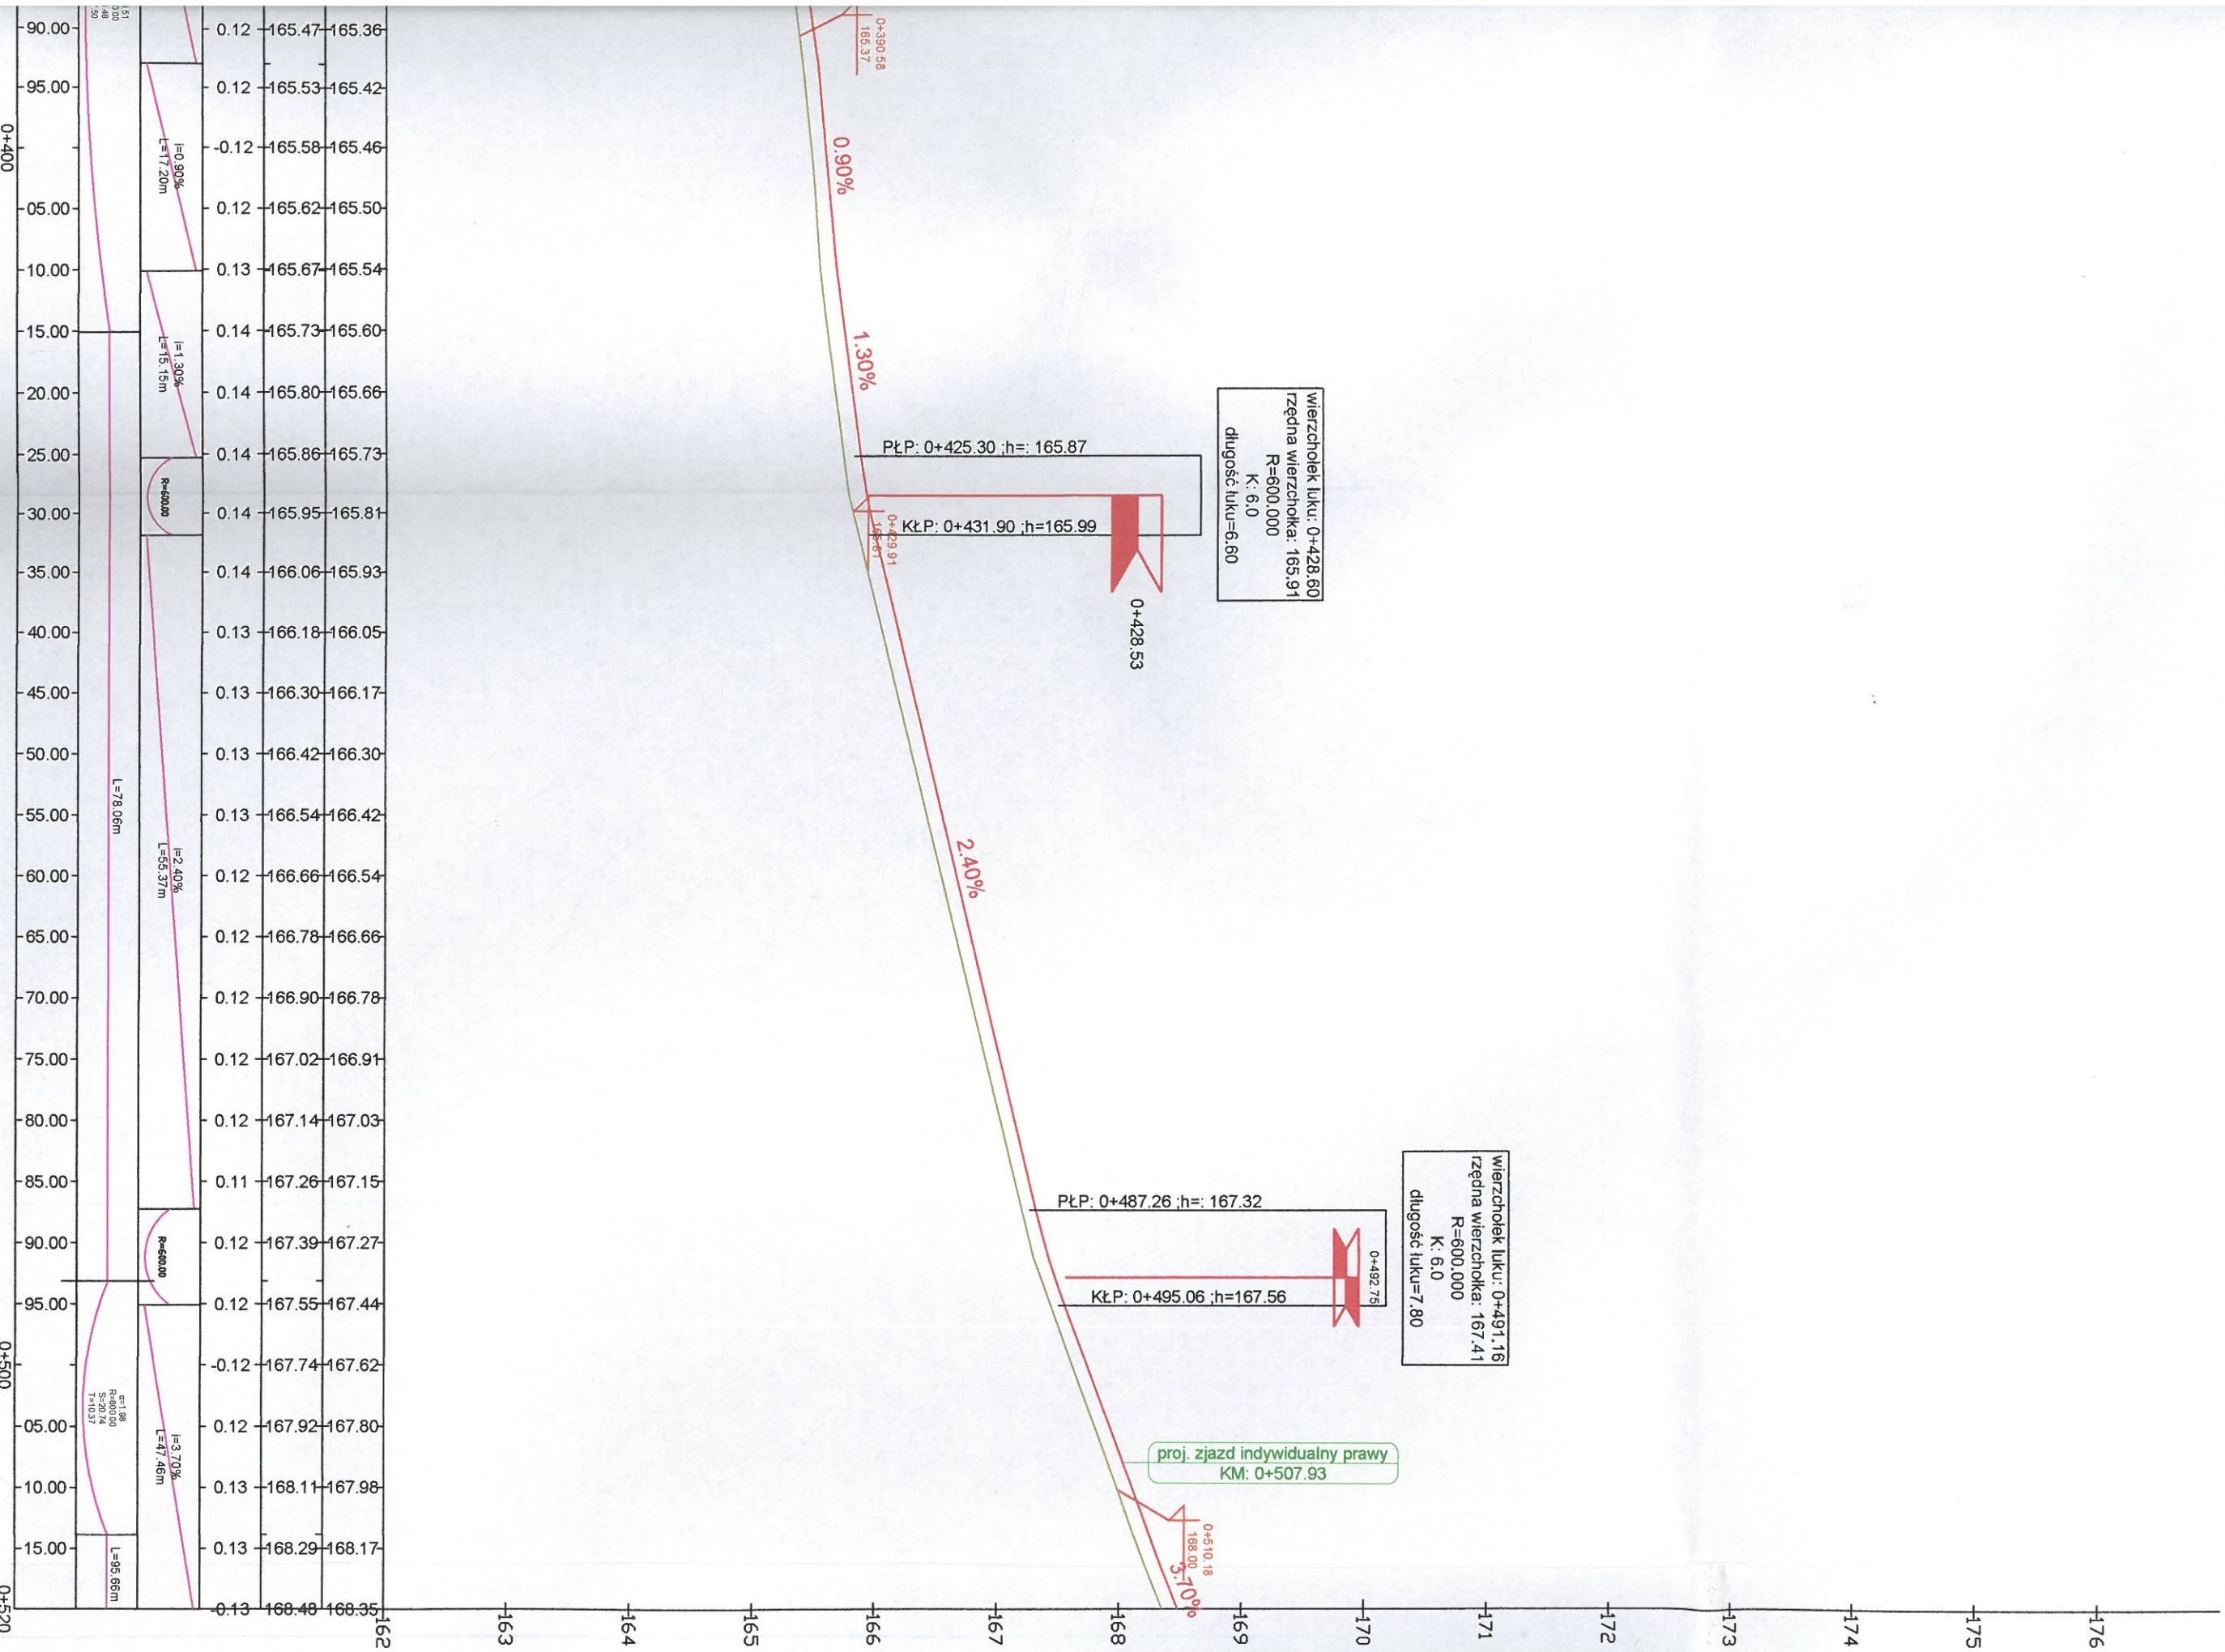 90.00 0.12 165.47 165.36
95.00 0.12 165.53 165.42
0+400 -0.12 165.58 165.46
05.00 0.12 165.62 165.50
10.00 0.13 165.67 165.54
15.00 0.14 165.73 165.60
20.00 0.14 165.80 165.66
25.00 0.14 165.86 165.73
30.00 0.14 165.95 165.81
35.00 0.14 166.06 165.93
40.00 0.13 166.18 166.05
45.00 0.13 166.30 166.17
50.00 0.13 166.42 166.30
55.00 0.13 166.54 166.42
60.00 0.12 166.66 166.54
65.00 0.12 166.78 166.66
70.00 0.12 166.90 166.78
75.00 0.12 167.02 166.91
80.00 0.12 167.14 167.03
85.00 0.11 167.26 167.15
90.00 0.12 167.39 167.27
95.00 0.12 167.55 167.44
0+500 -0.12 167.74 167.62
05.00 0.12 167.92 167.80
10.00 0.13 168.11 167.98
15.00 0.13 168.29 168.17
0+520 -0.13 168.48 168.35
i=0.90%
L=17.20m
i=1.30%
L=15.15m
R=600.00
i=2.40%
L=55.37m
R=600.00
i=3.70%
L=47.46m
L=78.06m
α=1.98
R=600.00
S=20.74
T=10.37
L=95.66m
0+390.58
165.37
0.90%
1.30%
PŁP: 0+425.30 ;h=: 165.87
KŁP: 0+431.90 ;h=165.99
0+429.91
165.81
0+428.53
wierzchołek łuku: 0+428.60
rzędna wierzchołka: 165.91
R=600.000
K: 6.0
długość łuku=6.60
2.40%
PŁP: 0+487.26 ;h=: 167.32
KŁP: 0+495.06 ;h=167.56
0+492.75
wierzchołek łuku: 0+491.16
rzędna wierzchołka: 167.41
R=600.000
K: 6.0
długość łuku=7.80
proj. zjazd indywidualny prawy
KM: 0+507.93
0+510.18
168.00
3.70%
162
163
164
165
166
167
168
169
170
171
172
173
174
175
176